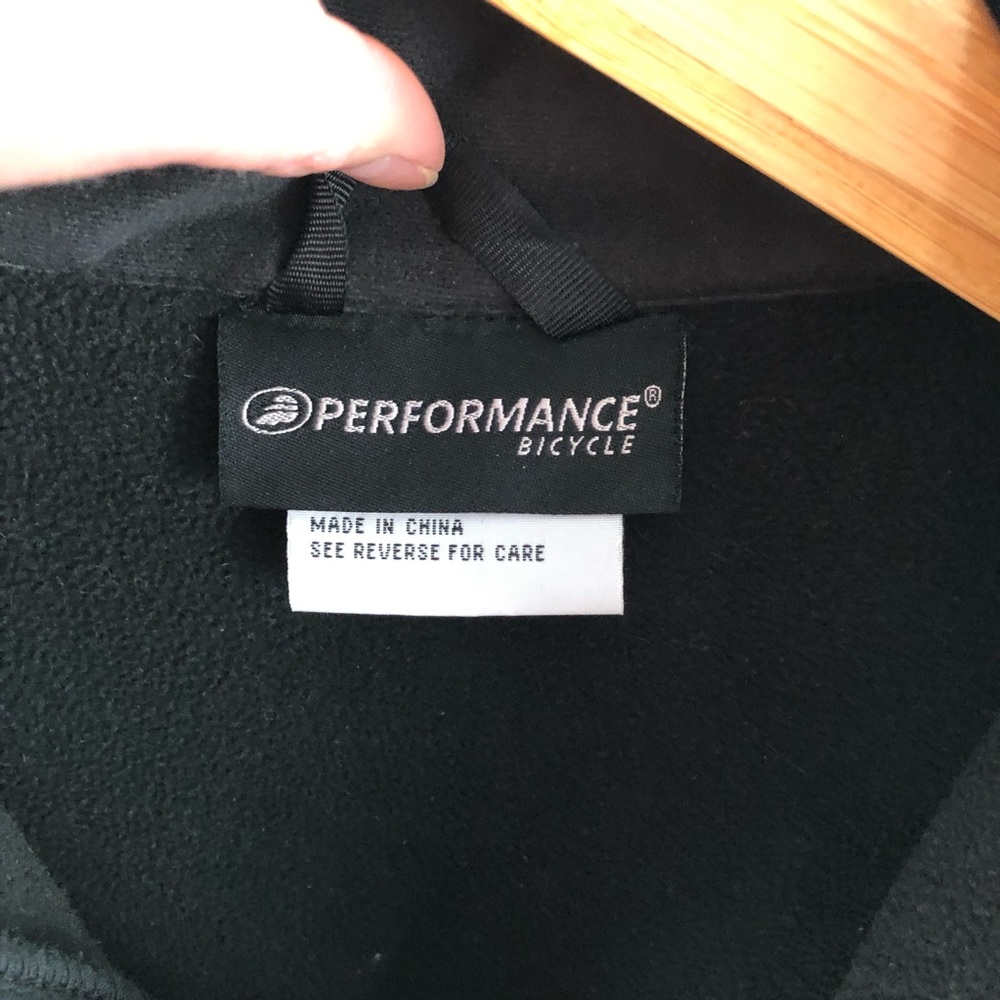 PERFORMANCE®
BICYCLE
MADE IN CHINA
SEE REVERSE FOR CARE